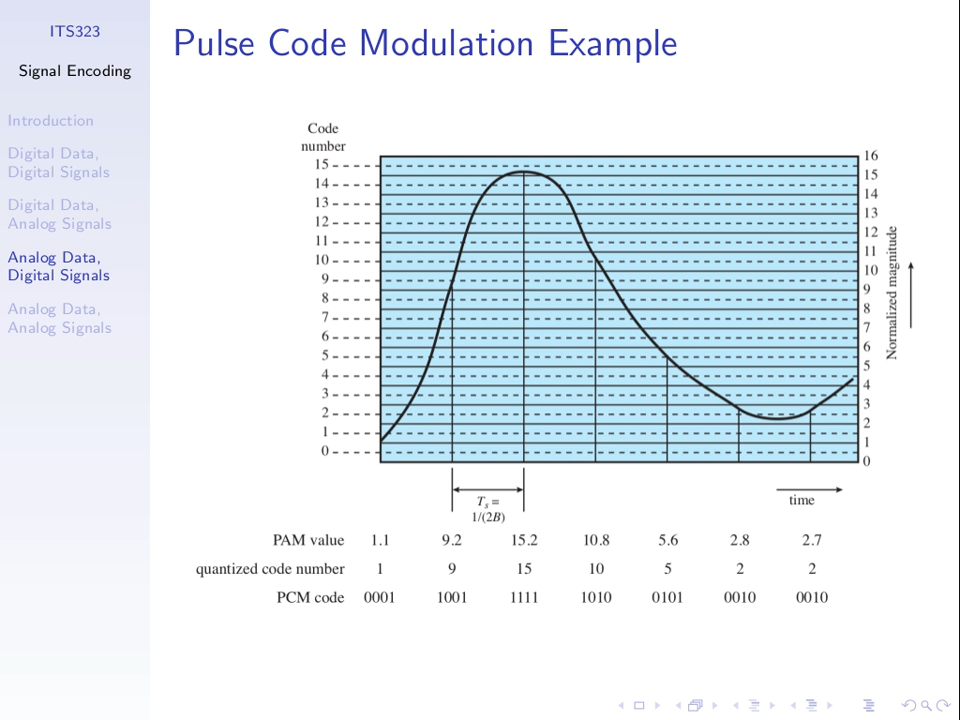 ITS323
Signal Encoding
Introduction
Digital Data,
Digital Signals
Digital Data,
Analog Signals
Analog Data,
Digital Signals
Analog Data,
Analog Signals
Pulse Code Modulation Example
Code
number
15
14
13
12
11
10
9
8
7
6
5
4
3
2
1
0
16
15
14
13
12
11
10
9
8
7
6
5
4
3
2
1
0
Normalized magnitude
Ts =
1/(2B)
time
PAM value 1.1 9.2 15.2 10.8 5.6 2.8 2.7
quantized code number 1 9 15 10 5 2 2
PCM code 0001 1001 1111 1010 0101 0010 0010